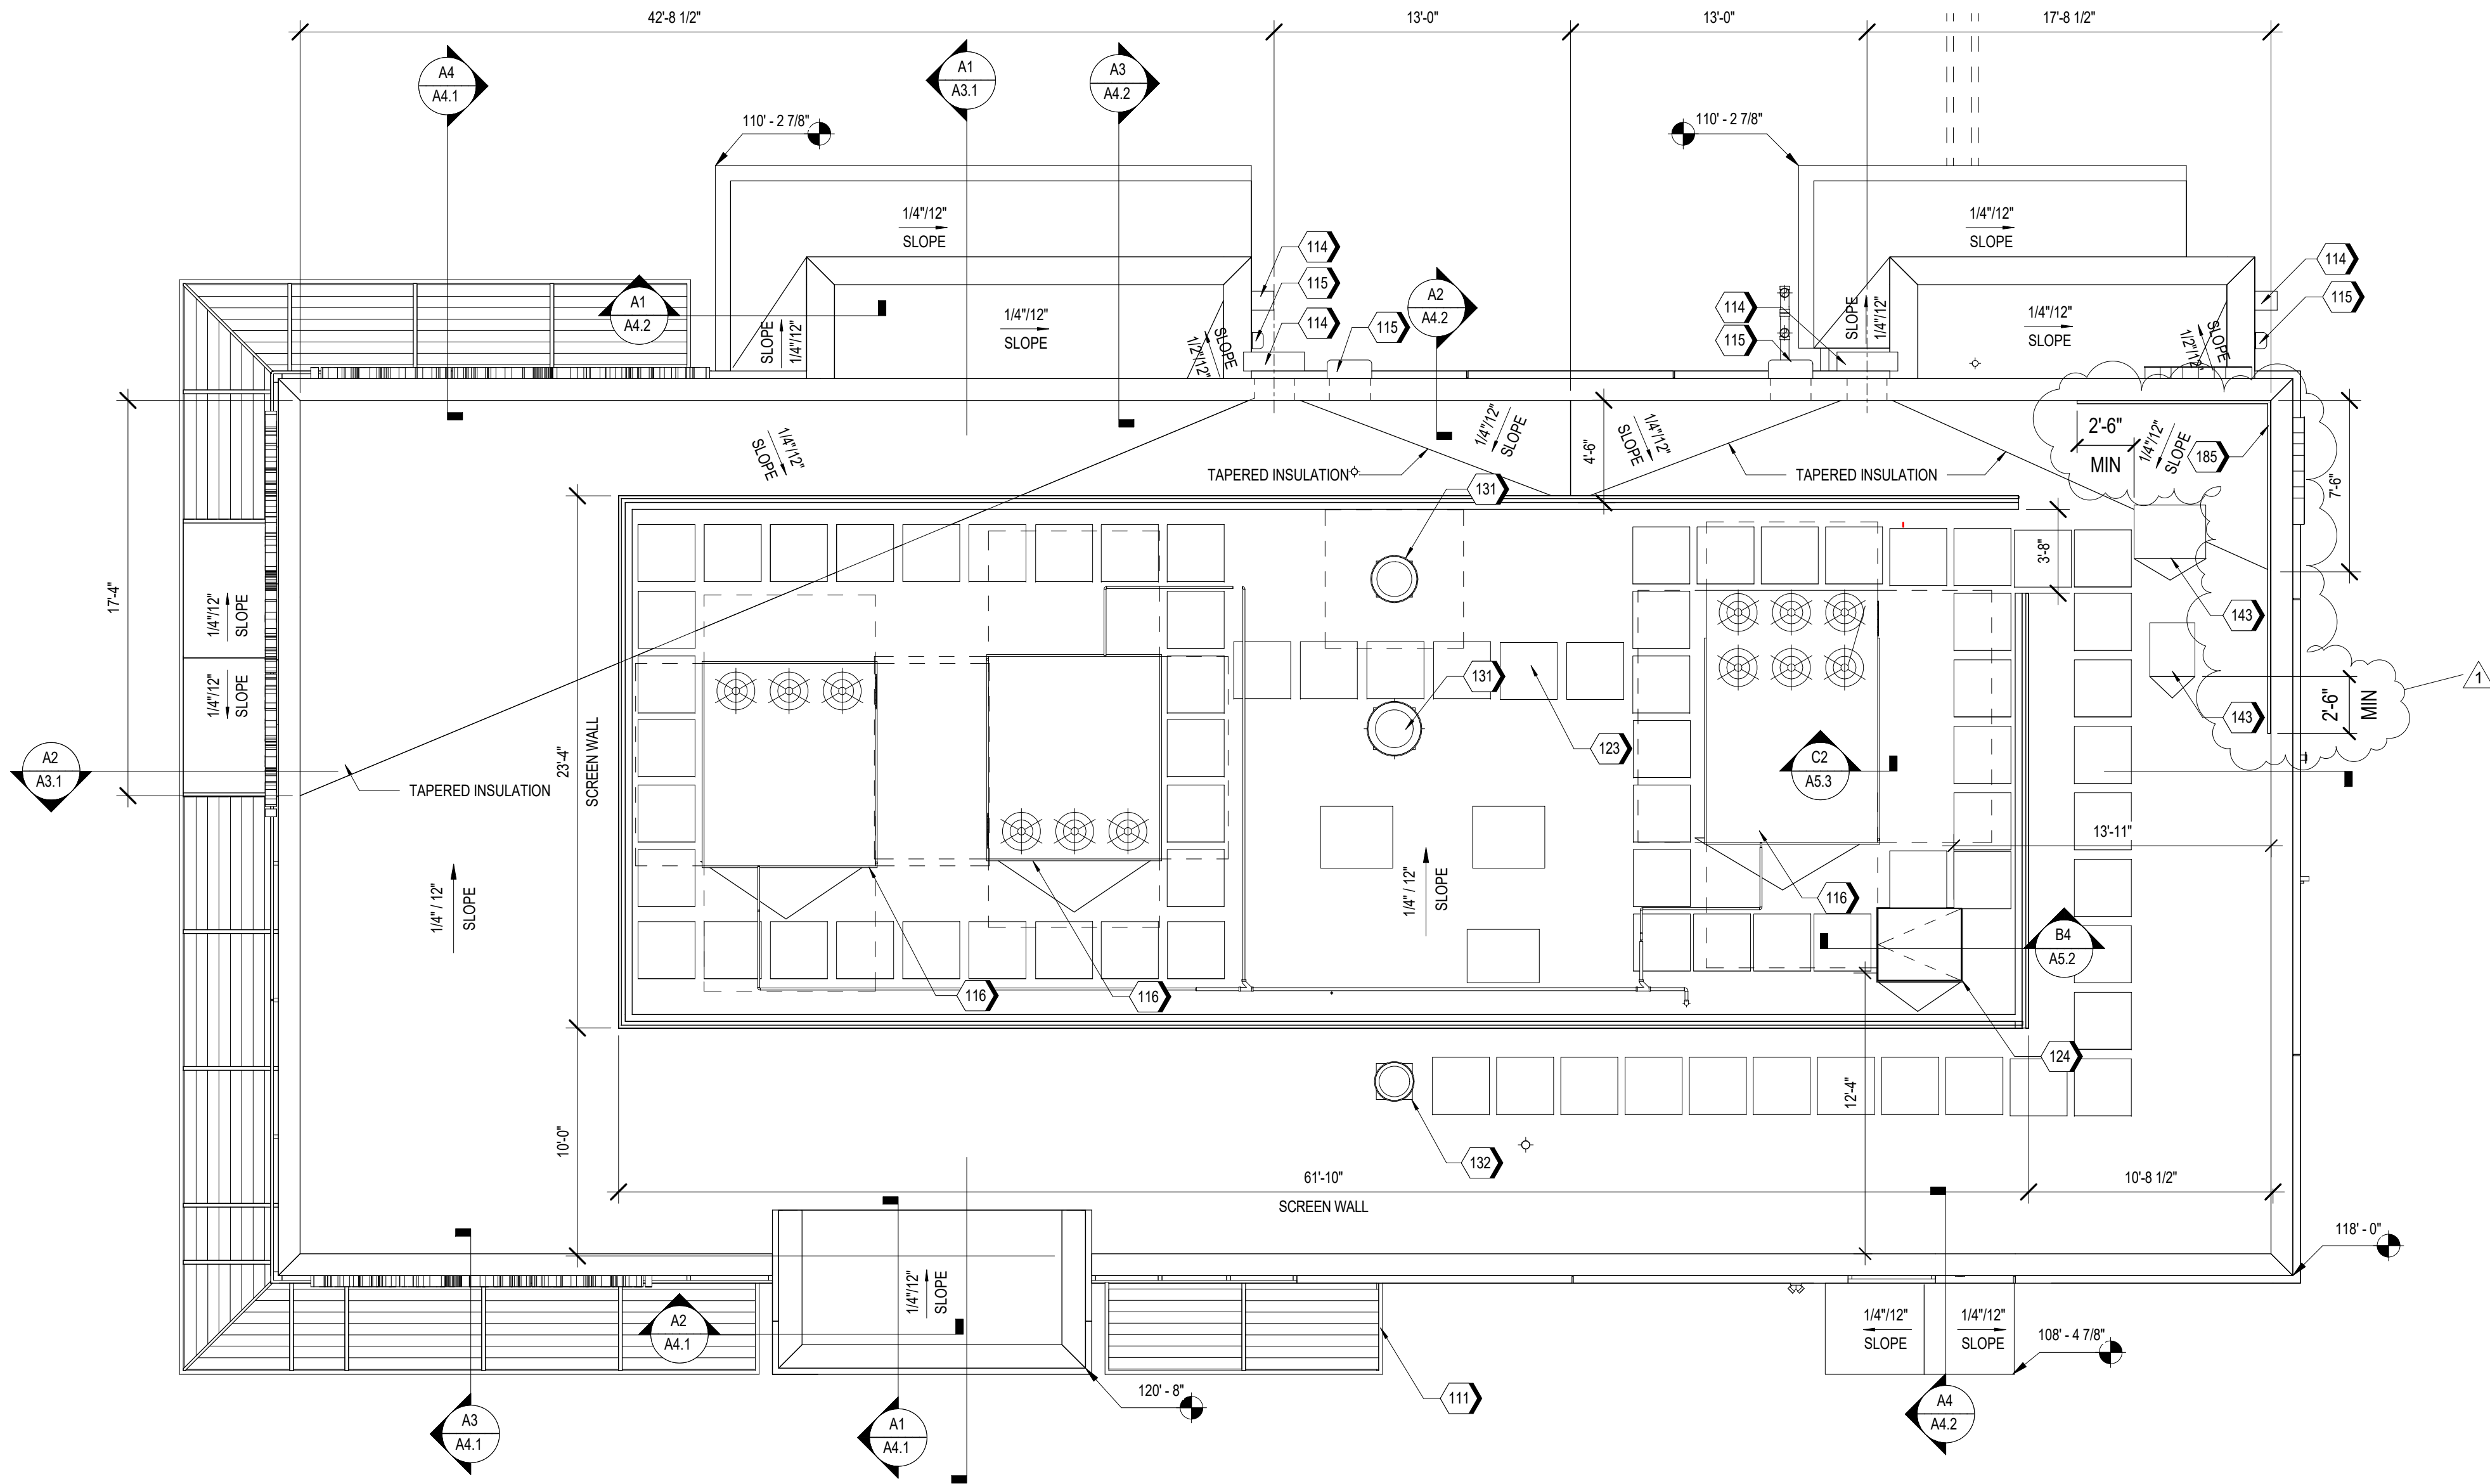 42'-8 1/2"
13'-0"
13'-0"
17'-8 1/2"
A4
A4.1
A1
A3.1
A3
A4.2
110' - 2 7/8"
110' - 2 7/8"
1/4"/12"
SLOPE
1/4"/12"
SLOPE
114
115
114
115
A2
A4.2
114
115
114
115
A1
A4.2
SLOPE
1/4"/12"
1/4"/12"
SLOPE
SLOPE
1/2"/12"
SLOPE
1/4"/12"
1/4"/12"
SLOPE
SLOPE
1/2"/12"
1/4"/12"
SLOPE
1/4"/12"
SLOPE
4'-6"
1/4"/12"
SLOPE
2'-6"
MIN
1/4"/12"
SLOPE
185
7'-6"
TAPERED INSULATION
TAPERED INSULATION
131
3'-8"
17'-4"
1/4"/12"
SLOPE
1/4"/12"
SLOPE
143
131
143
2'-6"
MIN
1
23'-4"
SCREEN WALL
123
C2
A5.3
A2
A3.1
TAPERED INSULATION
13'-11"
1/4" / 12"
SLOPE
1/4" / 12"
SLOPE
116
B4
A5.2
116
116
124
12'-4"
10'-0"
132
61'-10"
SCREEN WALL
10'-8 1/2"
118' - 0"
1/4"/12"
SLOPE
A2
A4.1
1/4"/12"
SLOPE
1/4"/12"
SLOPE
108' - 4 7/8"
120' - 8"
111
A3
A4.1
A1
A4.1
A4
A4.2